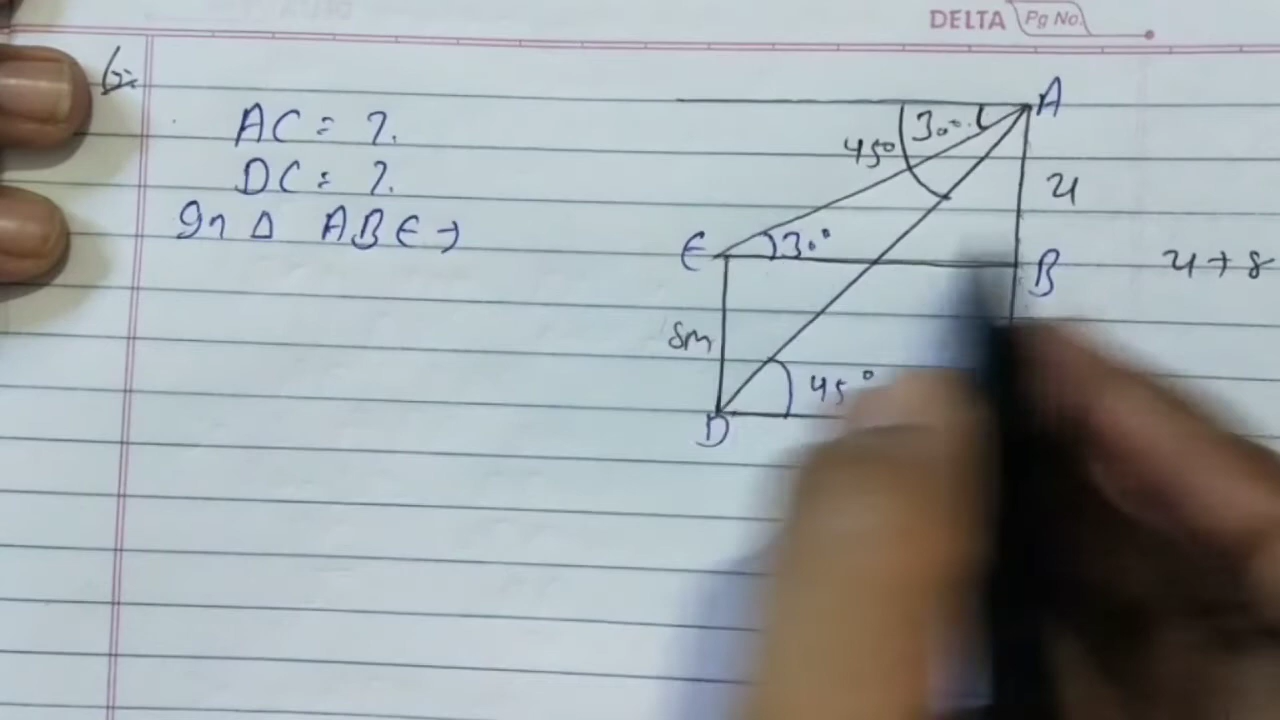 DELTA Pg No.
6:
AC = ?.
DC = ?.
In Δ ABE →
A
30°
45°
x
E
30°
B
x + 8
8m
45°
D